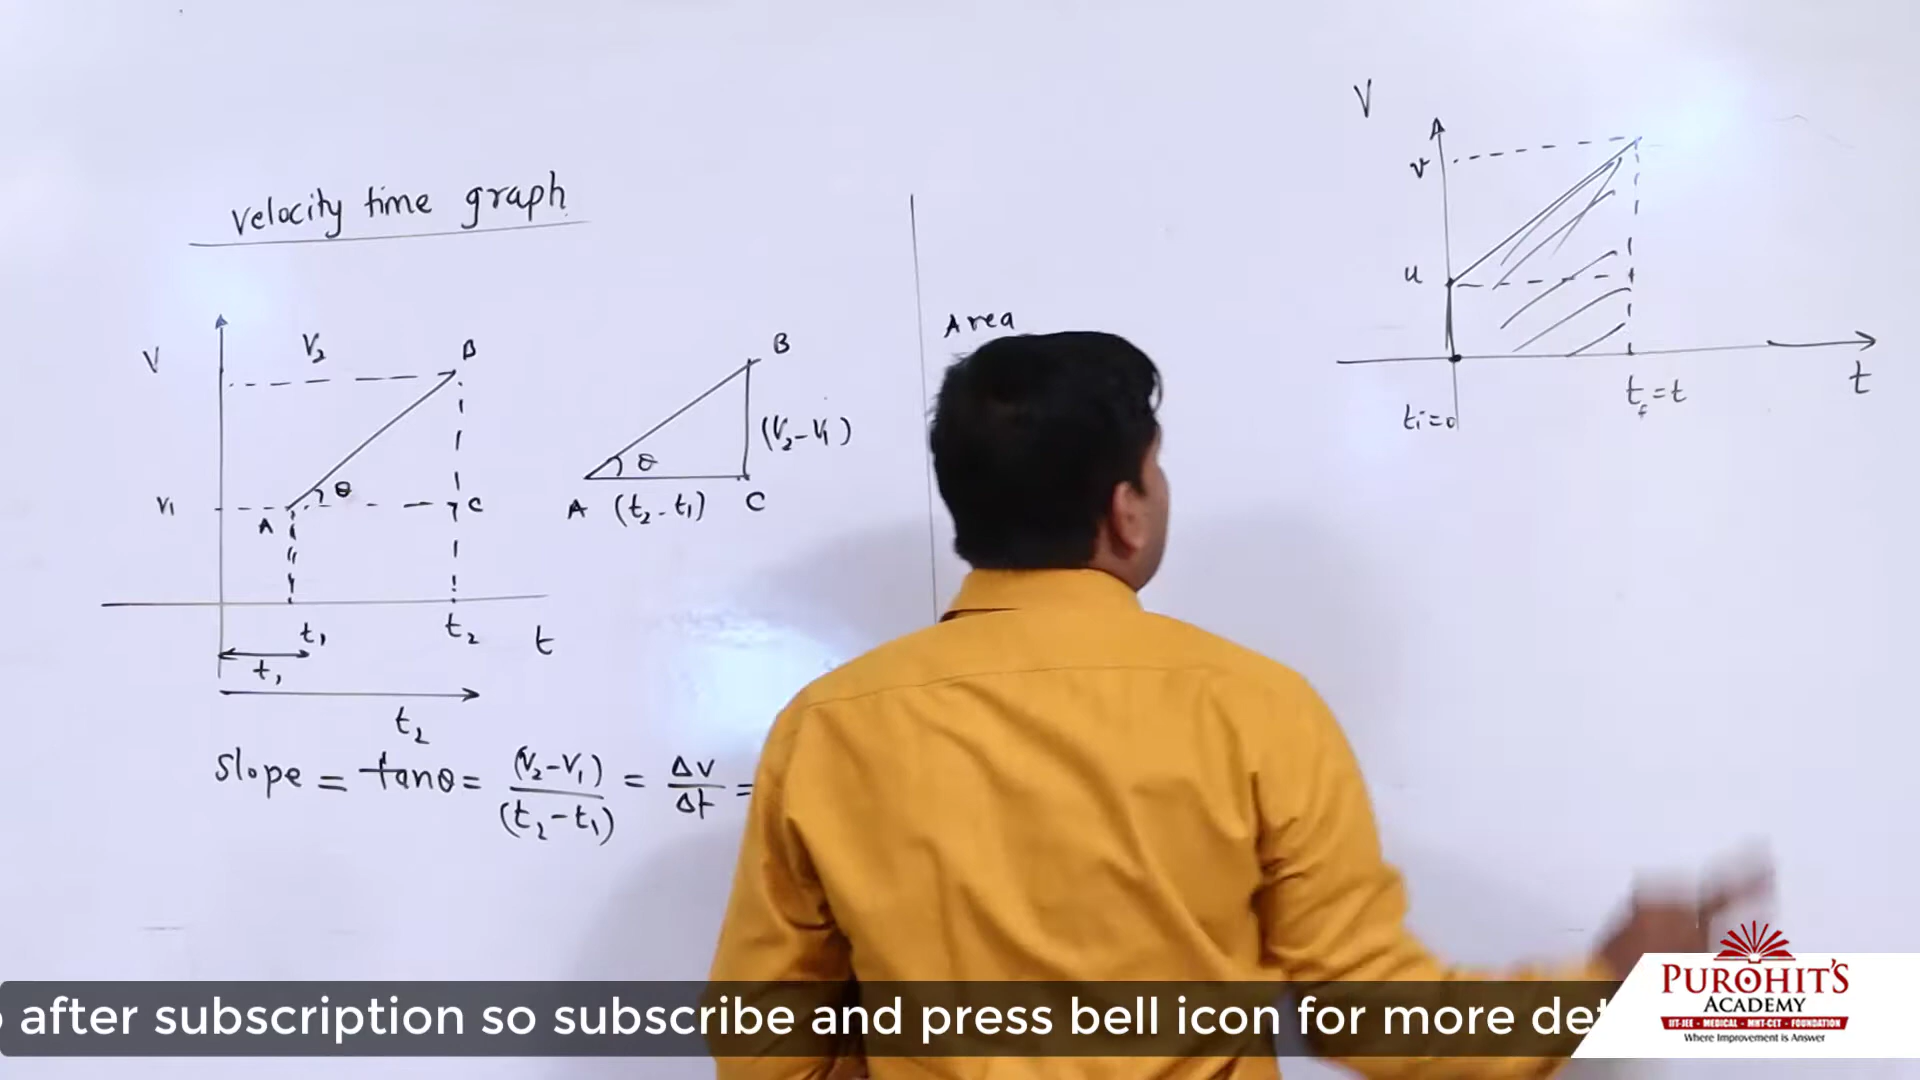 Velocity time graph
V
V₂
B
V₁
A
θ
C
t₁
t₂
t
t₁
t₂
B
(V₂-V₁)
θ
A (t₂-t₁) C
Slope = tanθ = (V₂-V₁)/(t₂-t₁) = Δv/Δt =
Area
V
v
u
ti=0
t_f=t
t
after subscription so subscribe and press bell icon for more
PUROHIT'S
ACADEMY
IIT-JEE - MEDICAL - MHT-CET - FOUNDATION
Where Improvement is Answer